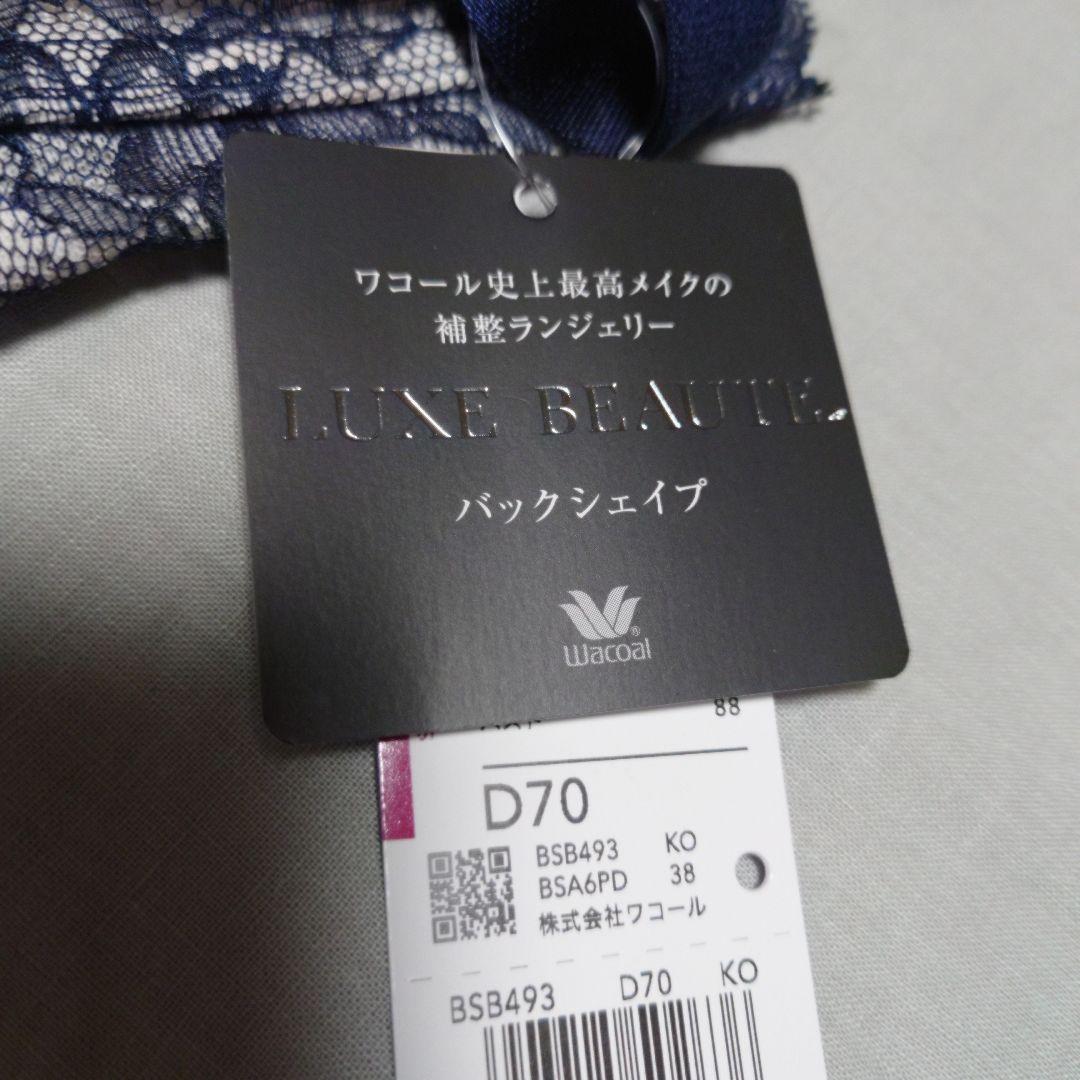 ワコール史上最高メイクの
補整ランジェリー
LUXE BEAUTE.
バックシェイプ
Wacoal®
88
D70
BSB493 KO
BSA6PD 38
株式会社ワコール
BSB493 D70 KO